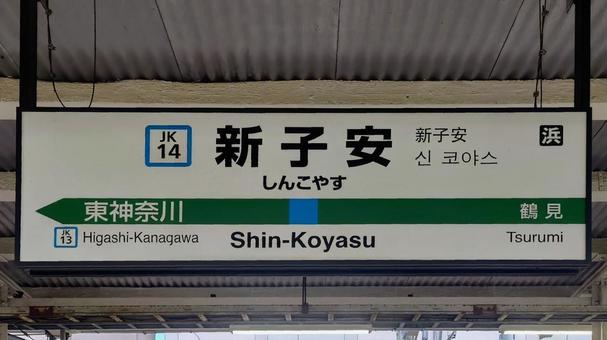 JK
14
新子安
しんこやす
新子安
신 코야스
浜
東神奈川
鶴見
JK
13
Higashi-Kanagawa
Shin-Koyasu
Tsurumi